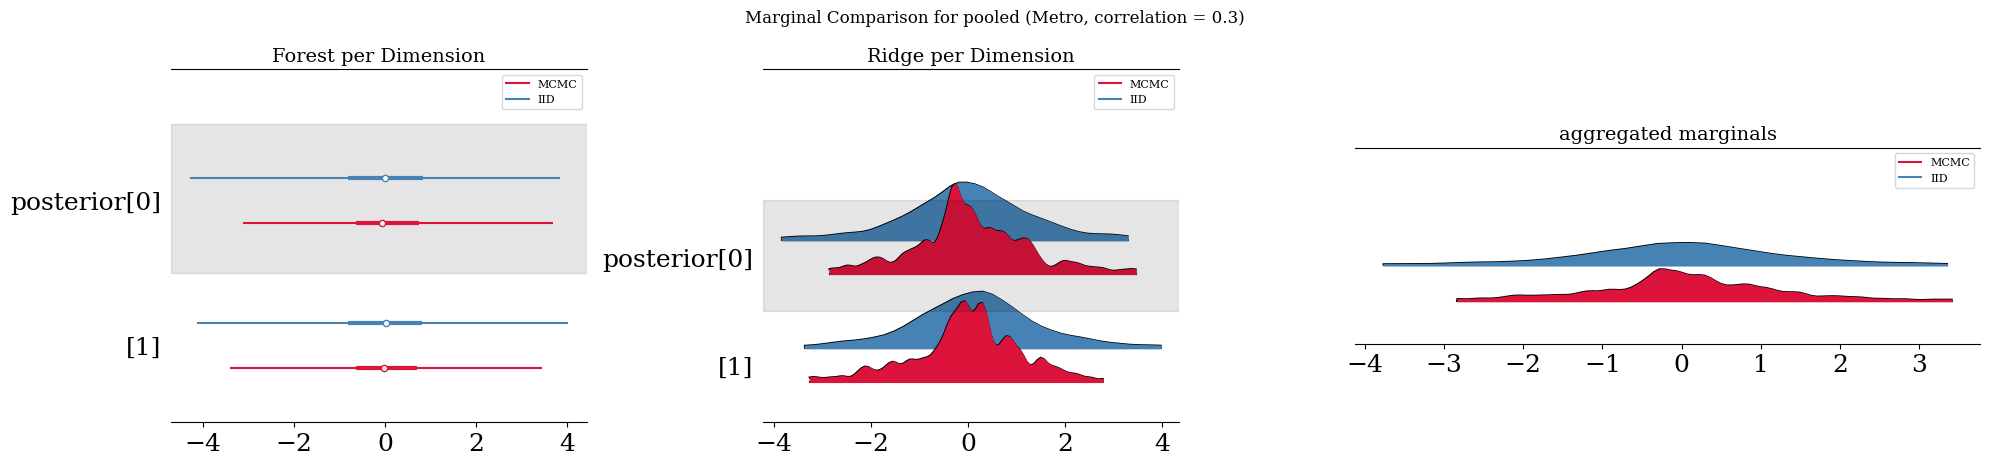 Marginal Comparison for pooled (Metro, correlation = 0.3)
Forest per Dimension
MCMC
IID
posterior[0]
[1]
−4 −2 0 2 4
Ridge per Dimension
MCMC
IID
posterior[0]
[1]
−4 −2 0 2 4
aggregated marginals
MCMC
IID
−4 −3 −2 −1 0 1 2 3